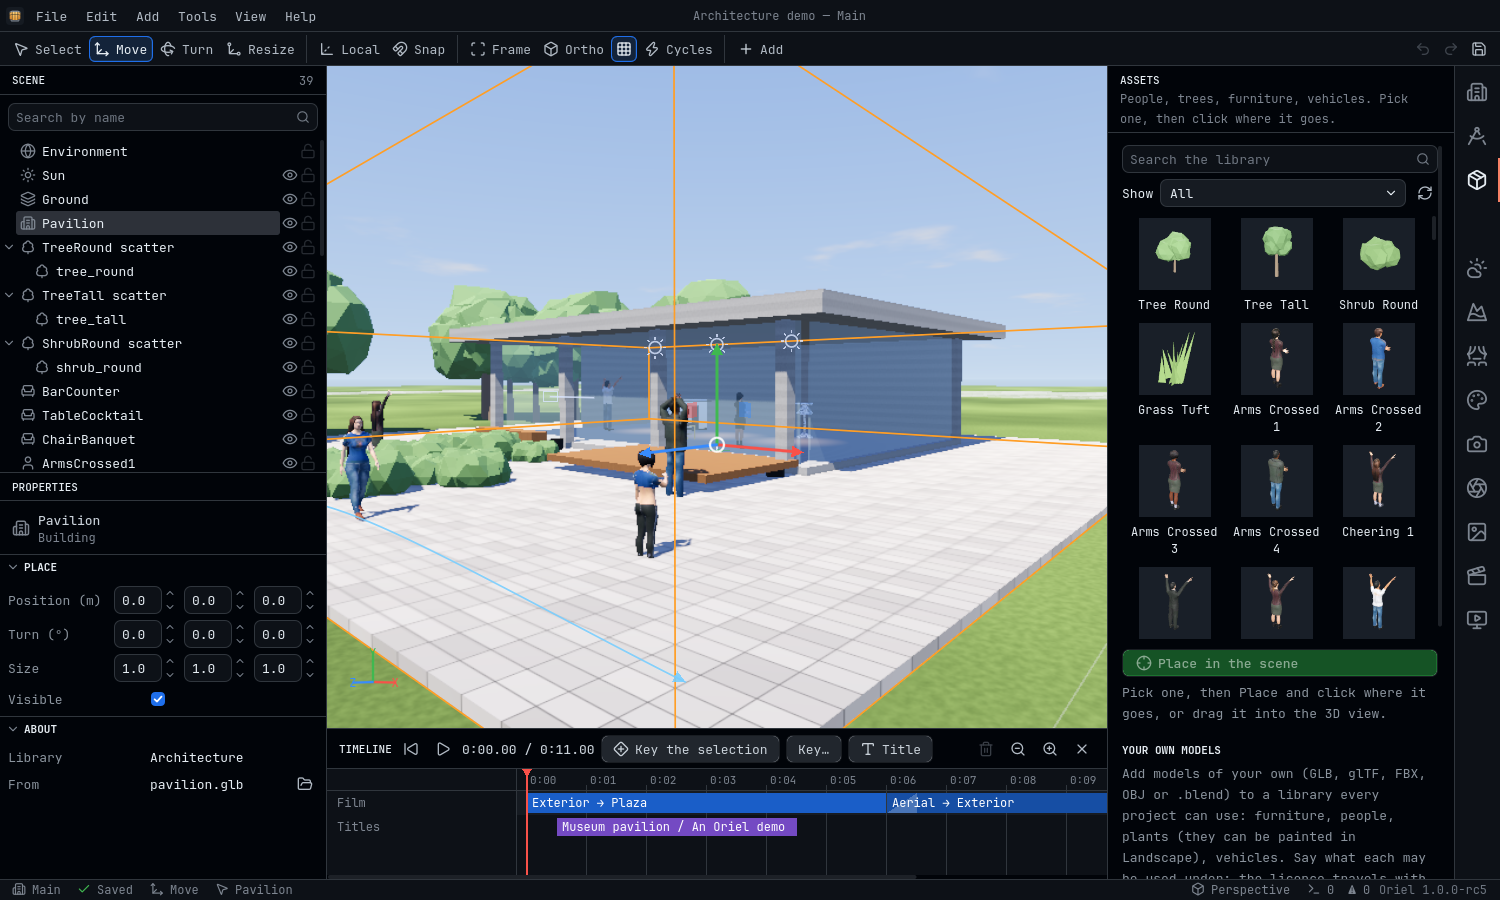 File Edit Add Tools View Help
Architecture demo — Main
Select Move Turn Resize Local Snap Frame Ortho Cycles Add
SCENE 39
Search by name
Environment
Sun
Ground
Pavilion
TreeRound scatter
tree_round
TreeTall scatter
tree_tall
ShrubRound scatter
shrub_round
BarCounter
TableCocktail
ChairBanquet
ArmsCrossed1
PROPERTIES
Pavilion
Building
PLACE
Position (m) 0.0 0.0 0.0
Turn (°) 0.0 0.0 0.0
Size 1.0 1.0 1.0
Visible
ABOUT
Library Architecture
From pavilion.glb
Y
Z X
TIMELINE 0:00.00 / 0:11.00 Key the selection Key… Title
0:00 0:01 0:02 0:03 0:04 0:05 0:06 0:07 0:08 0:09
Film Exterior → Plaza Aerial → Exterior
Titles Museum pavilion / An Oriel demo
ASSETS
People, trees, furniture, vehicles. Pick
one, then click where it goes.
Search the library
Show All
Tree Round Tree Tall Shrub Round
Grass Tuft Arms Crossed 1 Arms Crossed 2
Arms Crossed 3 Arms Crossed 4 Cheering 1
Place in the scene
Pick one, then Place and click where it
goes, or drag it into the 3D view.
YOUR OWN MODELS
Add models of your own (GLB, glTF, FBX,
OBJ or .blend) to a library every
project can use: furniture, people,
plants (they can be painted in
Landscape), vehicles. Say what each may
be used under: the licence travels with
Main Saved Move Pavilion
Perspective 0 0 Oriel 1.0.0-rc5